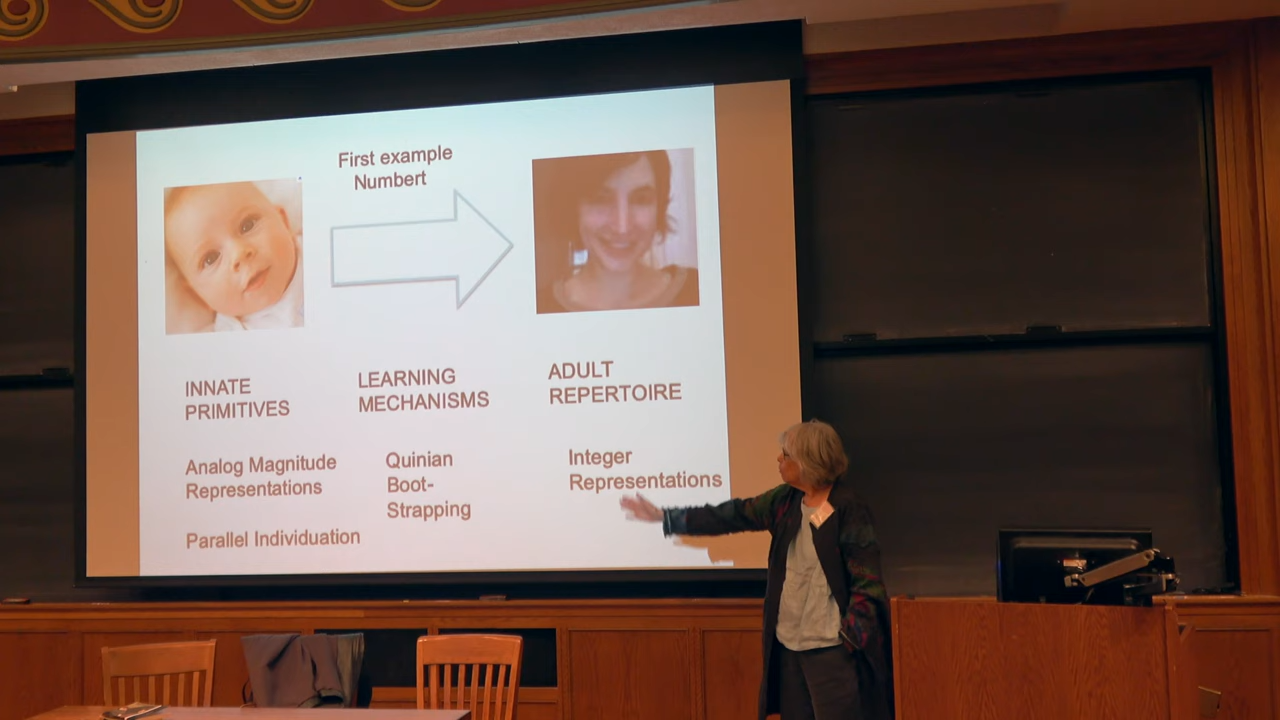 First example
Numbert
INNATE
PRIMITIVES
LEARNING
MECHANISMS
ADULT
REPERTOIRE
Analog Magnitude
Representations
Parallel Individuation
Quinian
Boot-
Strapping
Integer
Representations